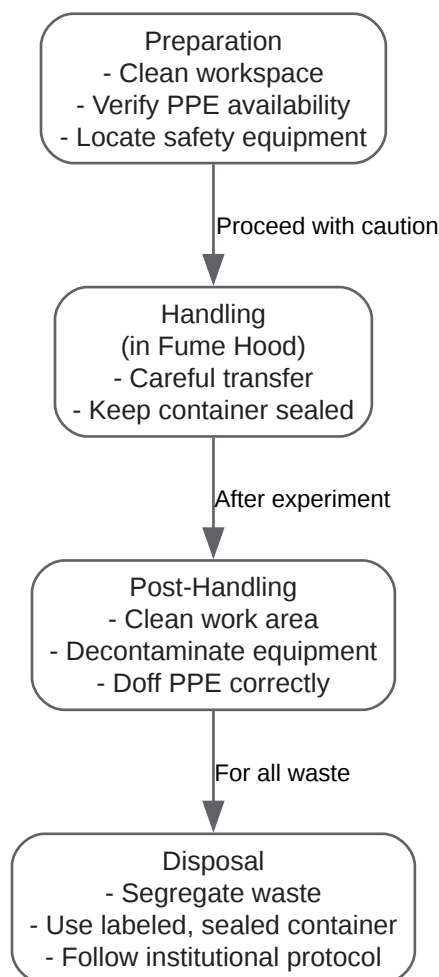 Preparation
- Clean workspace
- Verify PPE availability
- Locate safety equipment
Proceed with caution
Handling
(in Fume Hood)
- Careful transfer
- Keep container sealed
After experiment
Post-Handling
- Clean work area
- Decontaminate equipment
- Doff PPE correctly
For all waste
Disposal
- Segregate waste
- Use labeled, sealed container
- Follow institutional protocol